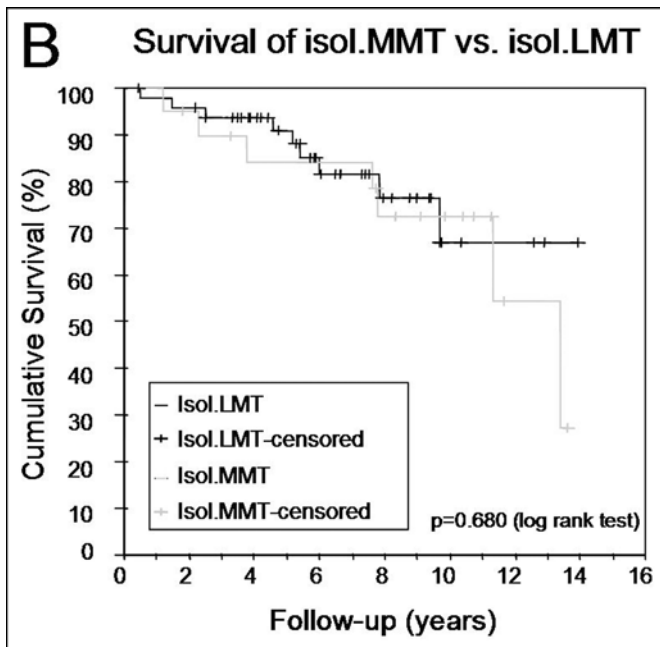 B Survival of isol.MMT vs. isol.LMT
100
90
80
70
60
50
40
30
20
10
0
Cumulative Survival (%)
Isol.LMT
Isol.LMT-censored
Isol.MMT
Isol.MMT-censored
p=0.680 (log rank test)
0 2 4 6 8 10 12 14 16
Follow-up (years)